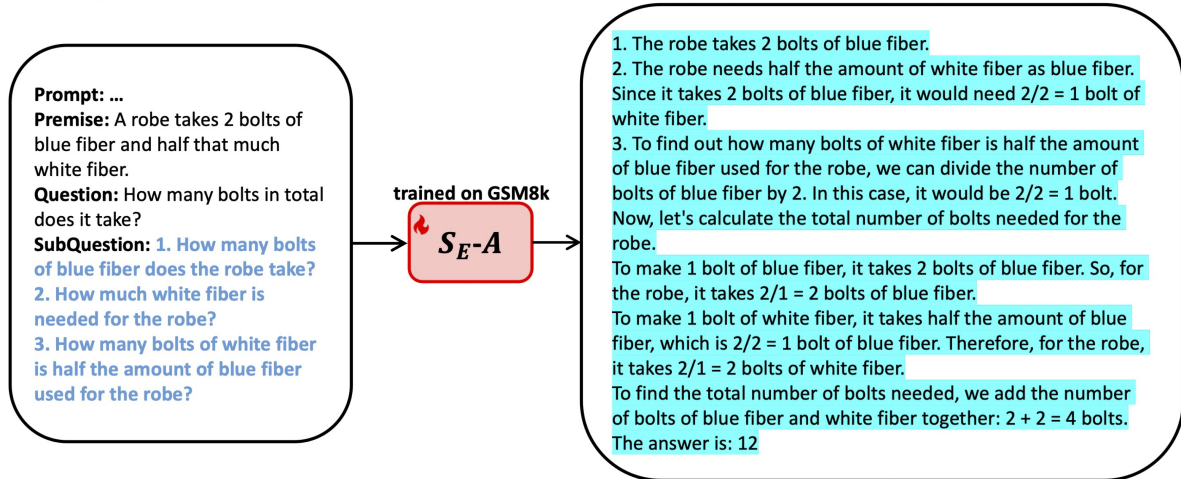 Prompt: ...
Premise: A robe takes 2 bolts of
blue fiber and half that much
white fiber.
Question: How many bolts in total
does it take?
SubQuestion: 1. How many bolts
of blue fiber does the robe take?
2. How much white fiber is
needed for the robe?
3. How many bolts of white fiber
is half the amount of blue fiber
used for the robe?
trained on GSM8k
S_E-A
1. The robe takes 2 bolts of blue fiber.
2. The robe needs half the amount of white fiber as blue fiber.
Since it takes 2 bolts of blue fiber, it would need 2/2 = 1 bolt of
white fiber.
3. To find out how many bolts of white fiber is half the amount
of blue fiber used for the robe, we can divide the number of
bolts of blue fiber by 2. In this case, it would be 2/2 = 1 bolt.
Now, let's calculate the total number of bolts needed for the
robe.
To make 1 bolt of blue fiber, it takes 2 bolts of blue fiber. So, for
the robe, it takes 2/1 = 2 bolts of blue fiber.
To make 1 bolt of white fiber, it takes half the amount of blue
fiber, which is 2/2 = 1 bolt of blue fiber. Therefore, for the robe,
it takes 2/1 = 2 bolts of white fiber.
To find the total number of bolts needed, we add the number
of bolts of blue fiber and white fiber together: 2 + 2 = 4 bolts.
The answer is: 12